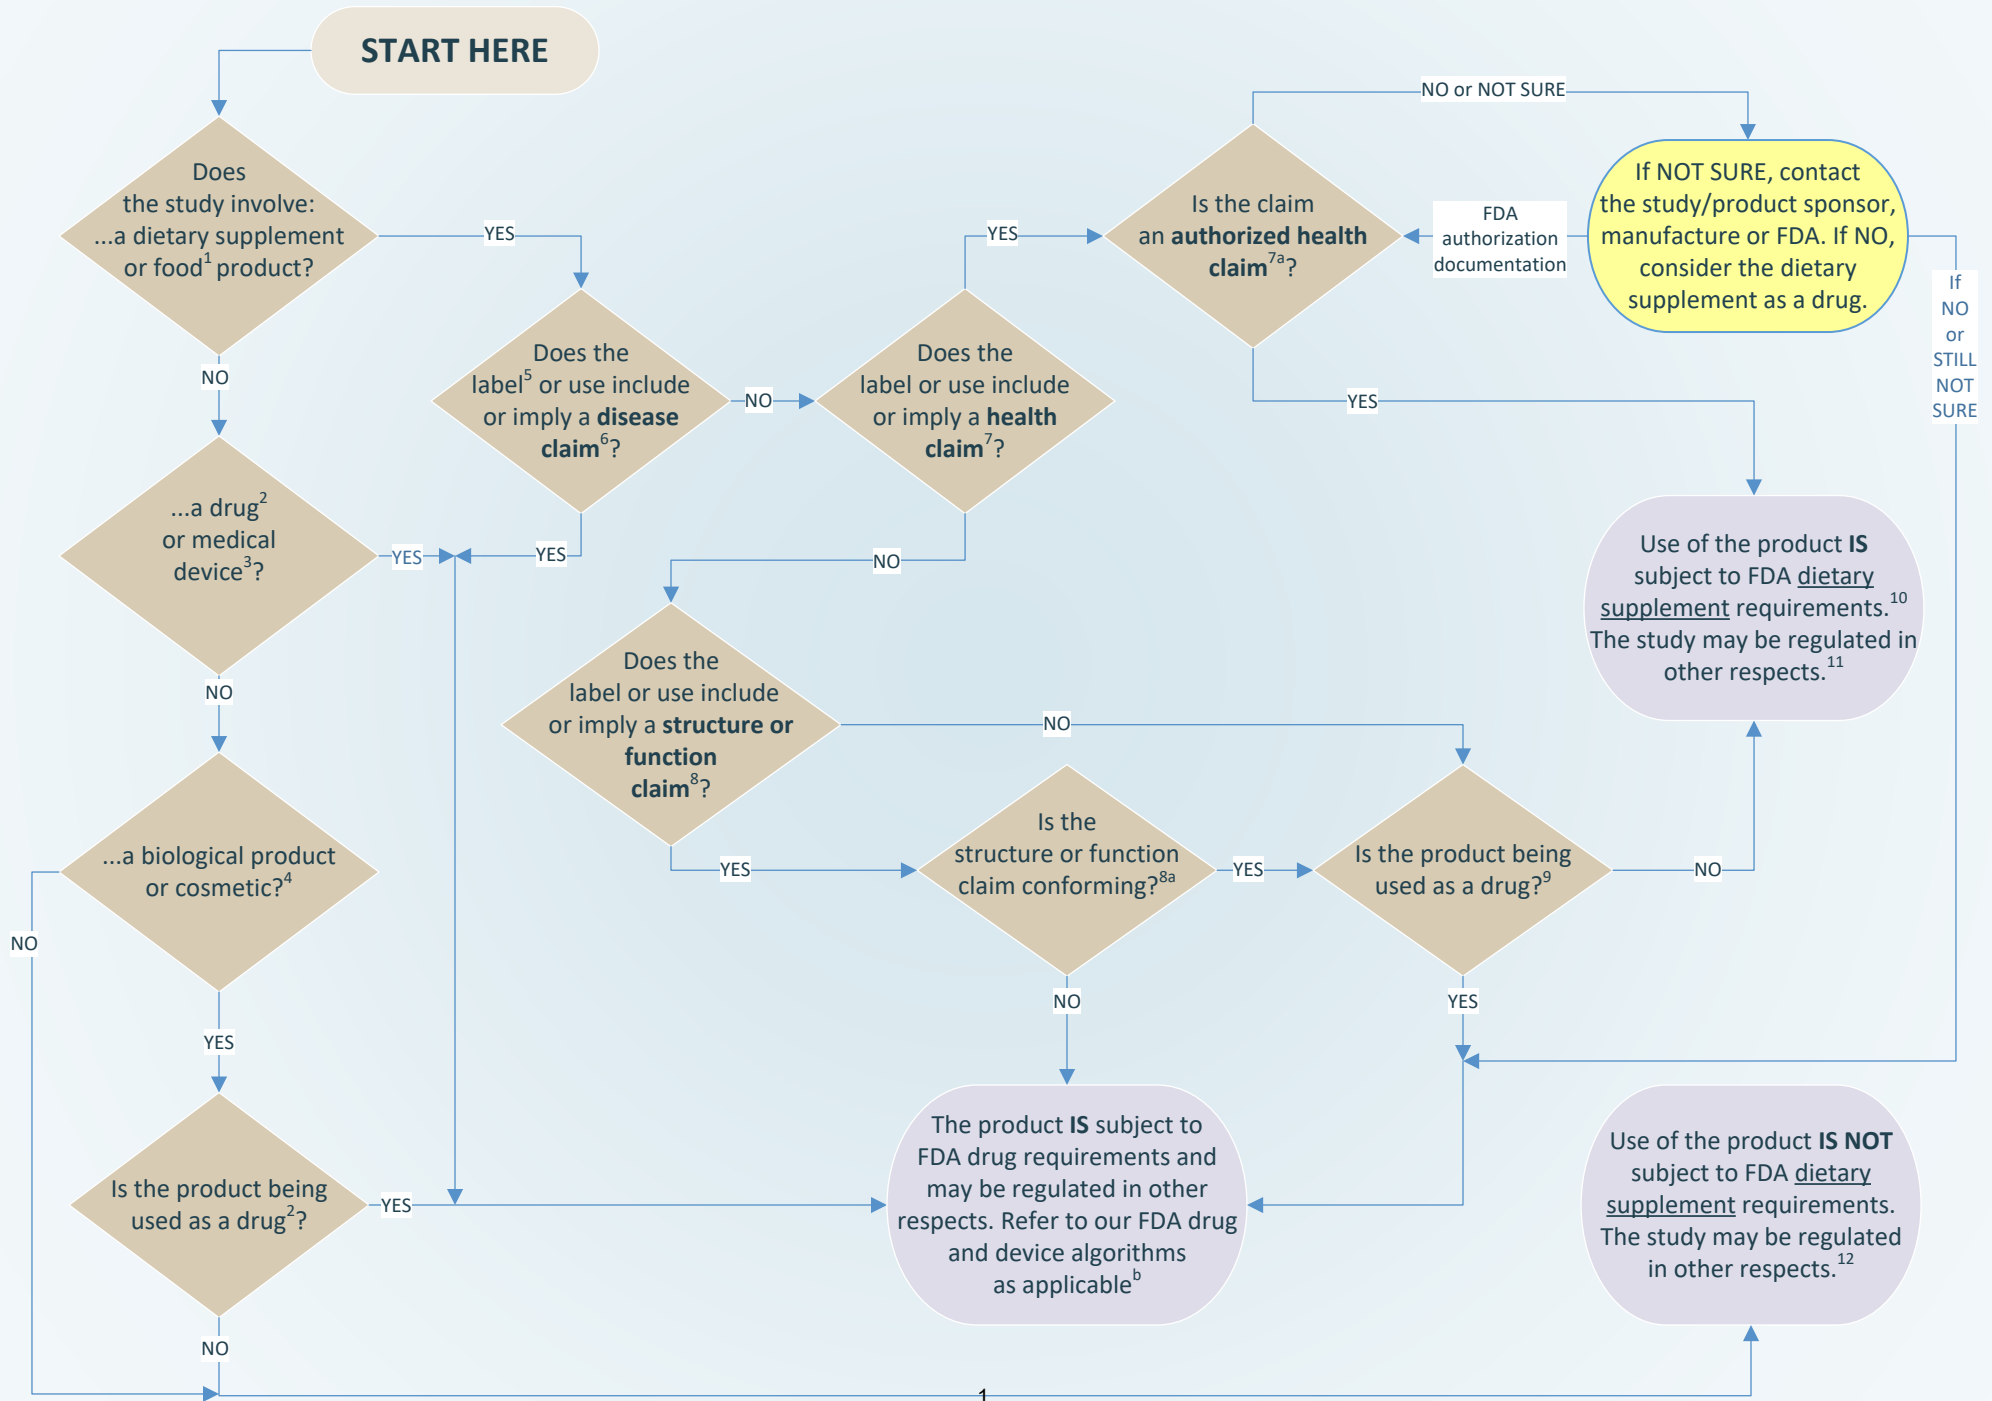 START HERE
Does
the study involve:
...a dietary supplement
or food1 product?
YES
NO
...a drug2
or medical
device3?
YES
NO
...a biological product
or cosmetic?4
NO
YES
Is the product being
used as a drug2?
YES
NO
Does the
label5 or use include
or imply a disease
claim6?
NO
YES
Does the
label or use include
or imply a health
claim7?
YES
NO
Is the claim
an authorized health
claim7a?
NO or NOT SURE
FDA
authorization
documentation
YES
If NOT SURE, contact
the study/product sponsor,
manufacture or FDA. If NO,
consider the dietary
supplement as a drug.
If
NO
or
STILL
NOT
SURE
Use of the product IS
subject to FDA dietary
supplement requirements.10
The study may be regulated in
other respects.11
Does the
label or use include
or imply a structure or
function
claim8?
NO
YES
Is the
structure or function
claim conforming?8a
YES
NO
Is the product being
used as a drug?9
NO
YES
The product IS subject to
FDA drug requirements and
may be regulated in other
respects. Refer to our FDA drug
and device algorithms
as applicableb
Use of the product IS NOT
subject to FDA dietary
supplement requirements.
The study may be regulated
in other respects.12
1